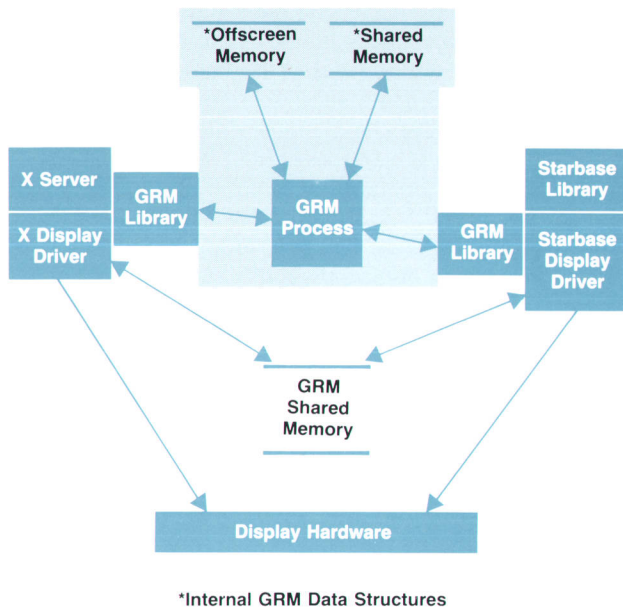 *Offscreen
Memory
*Shared
Memory
X Server
X Display
Driver
GRM
Library
GRM
Process
GRM
Library
Starbase
Library
Starbase
Display
Driver
GRM
Shared
Memory
Display Hardware
*Internal GRM Data Structures